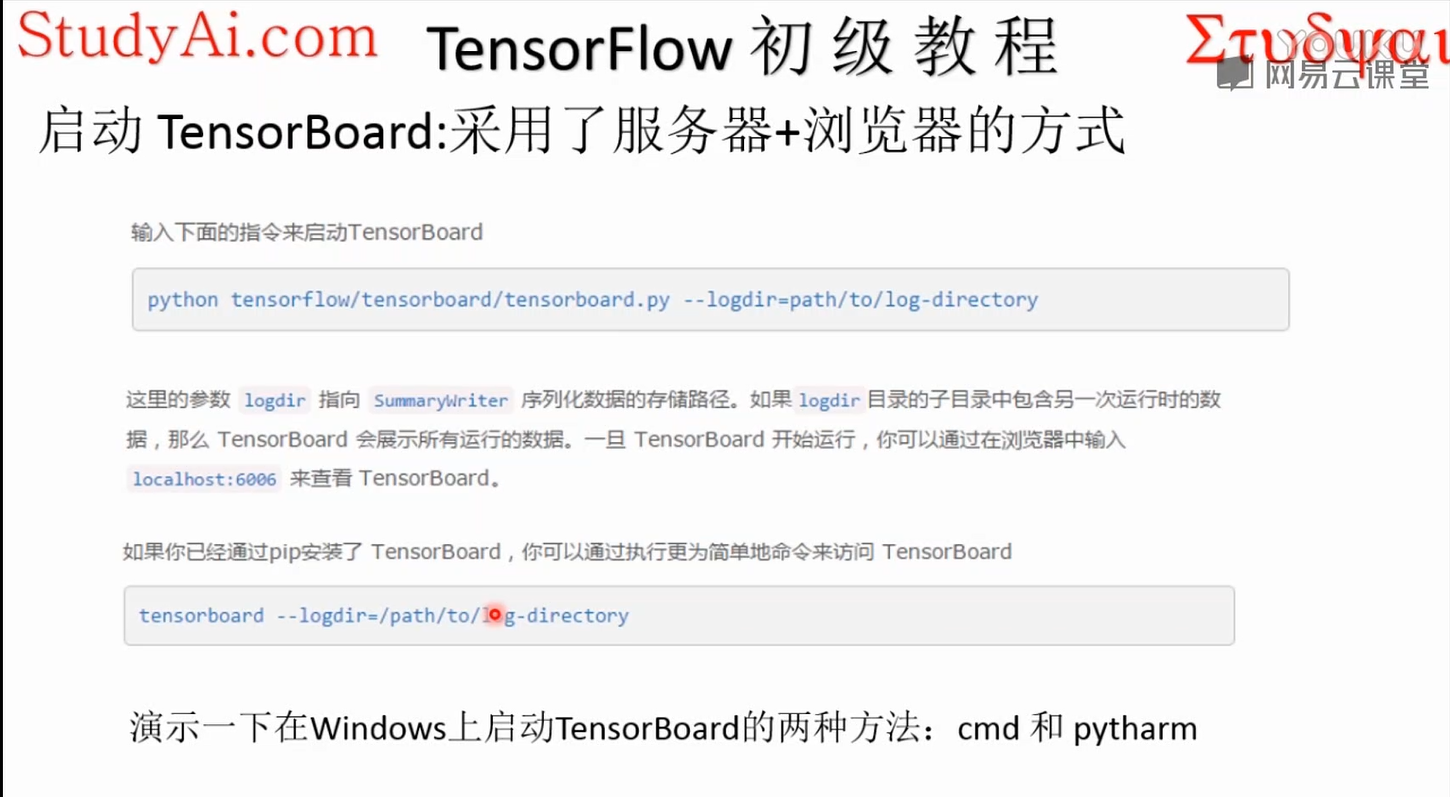 StudyAi.com
TensorFlow 初 级 教 程
Στυδψαι
YOUKU
网易云课堂
启动 TensorBoard:采用了服务器+浏览器的方式
输入下面的指令来启动TensorBoard
python tensorflow/tensorboard/tensorboard.py --logdir=path/to/log-directory
这里的参数 logdir 指向 SummaryWriter 序列化数据的存储路径。如果 logdir 目录的子目录中包含另一次运行时的数
据，那么 TensorBoard 会展示所有运行的数据。一旦 TensorBoard 开始运行，你可以通过在浏览器中输入
localhost:6006 来查看 TensorBoard。
如果你已经通过pip安装了 TensorBoard，你可以通过执行更为简单地命令来访问 TensorBoard
tensorboard --logdir=/path/to/log-directory
演示一下在Windows上启动TensorBoard的两种方法：cmd 和 pytharm